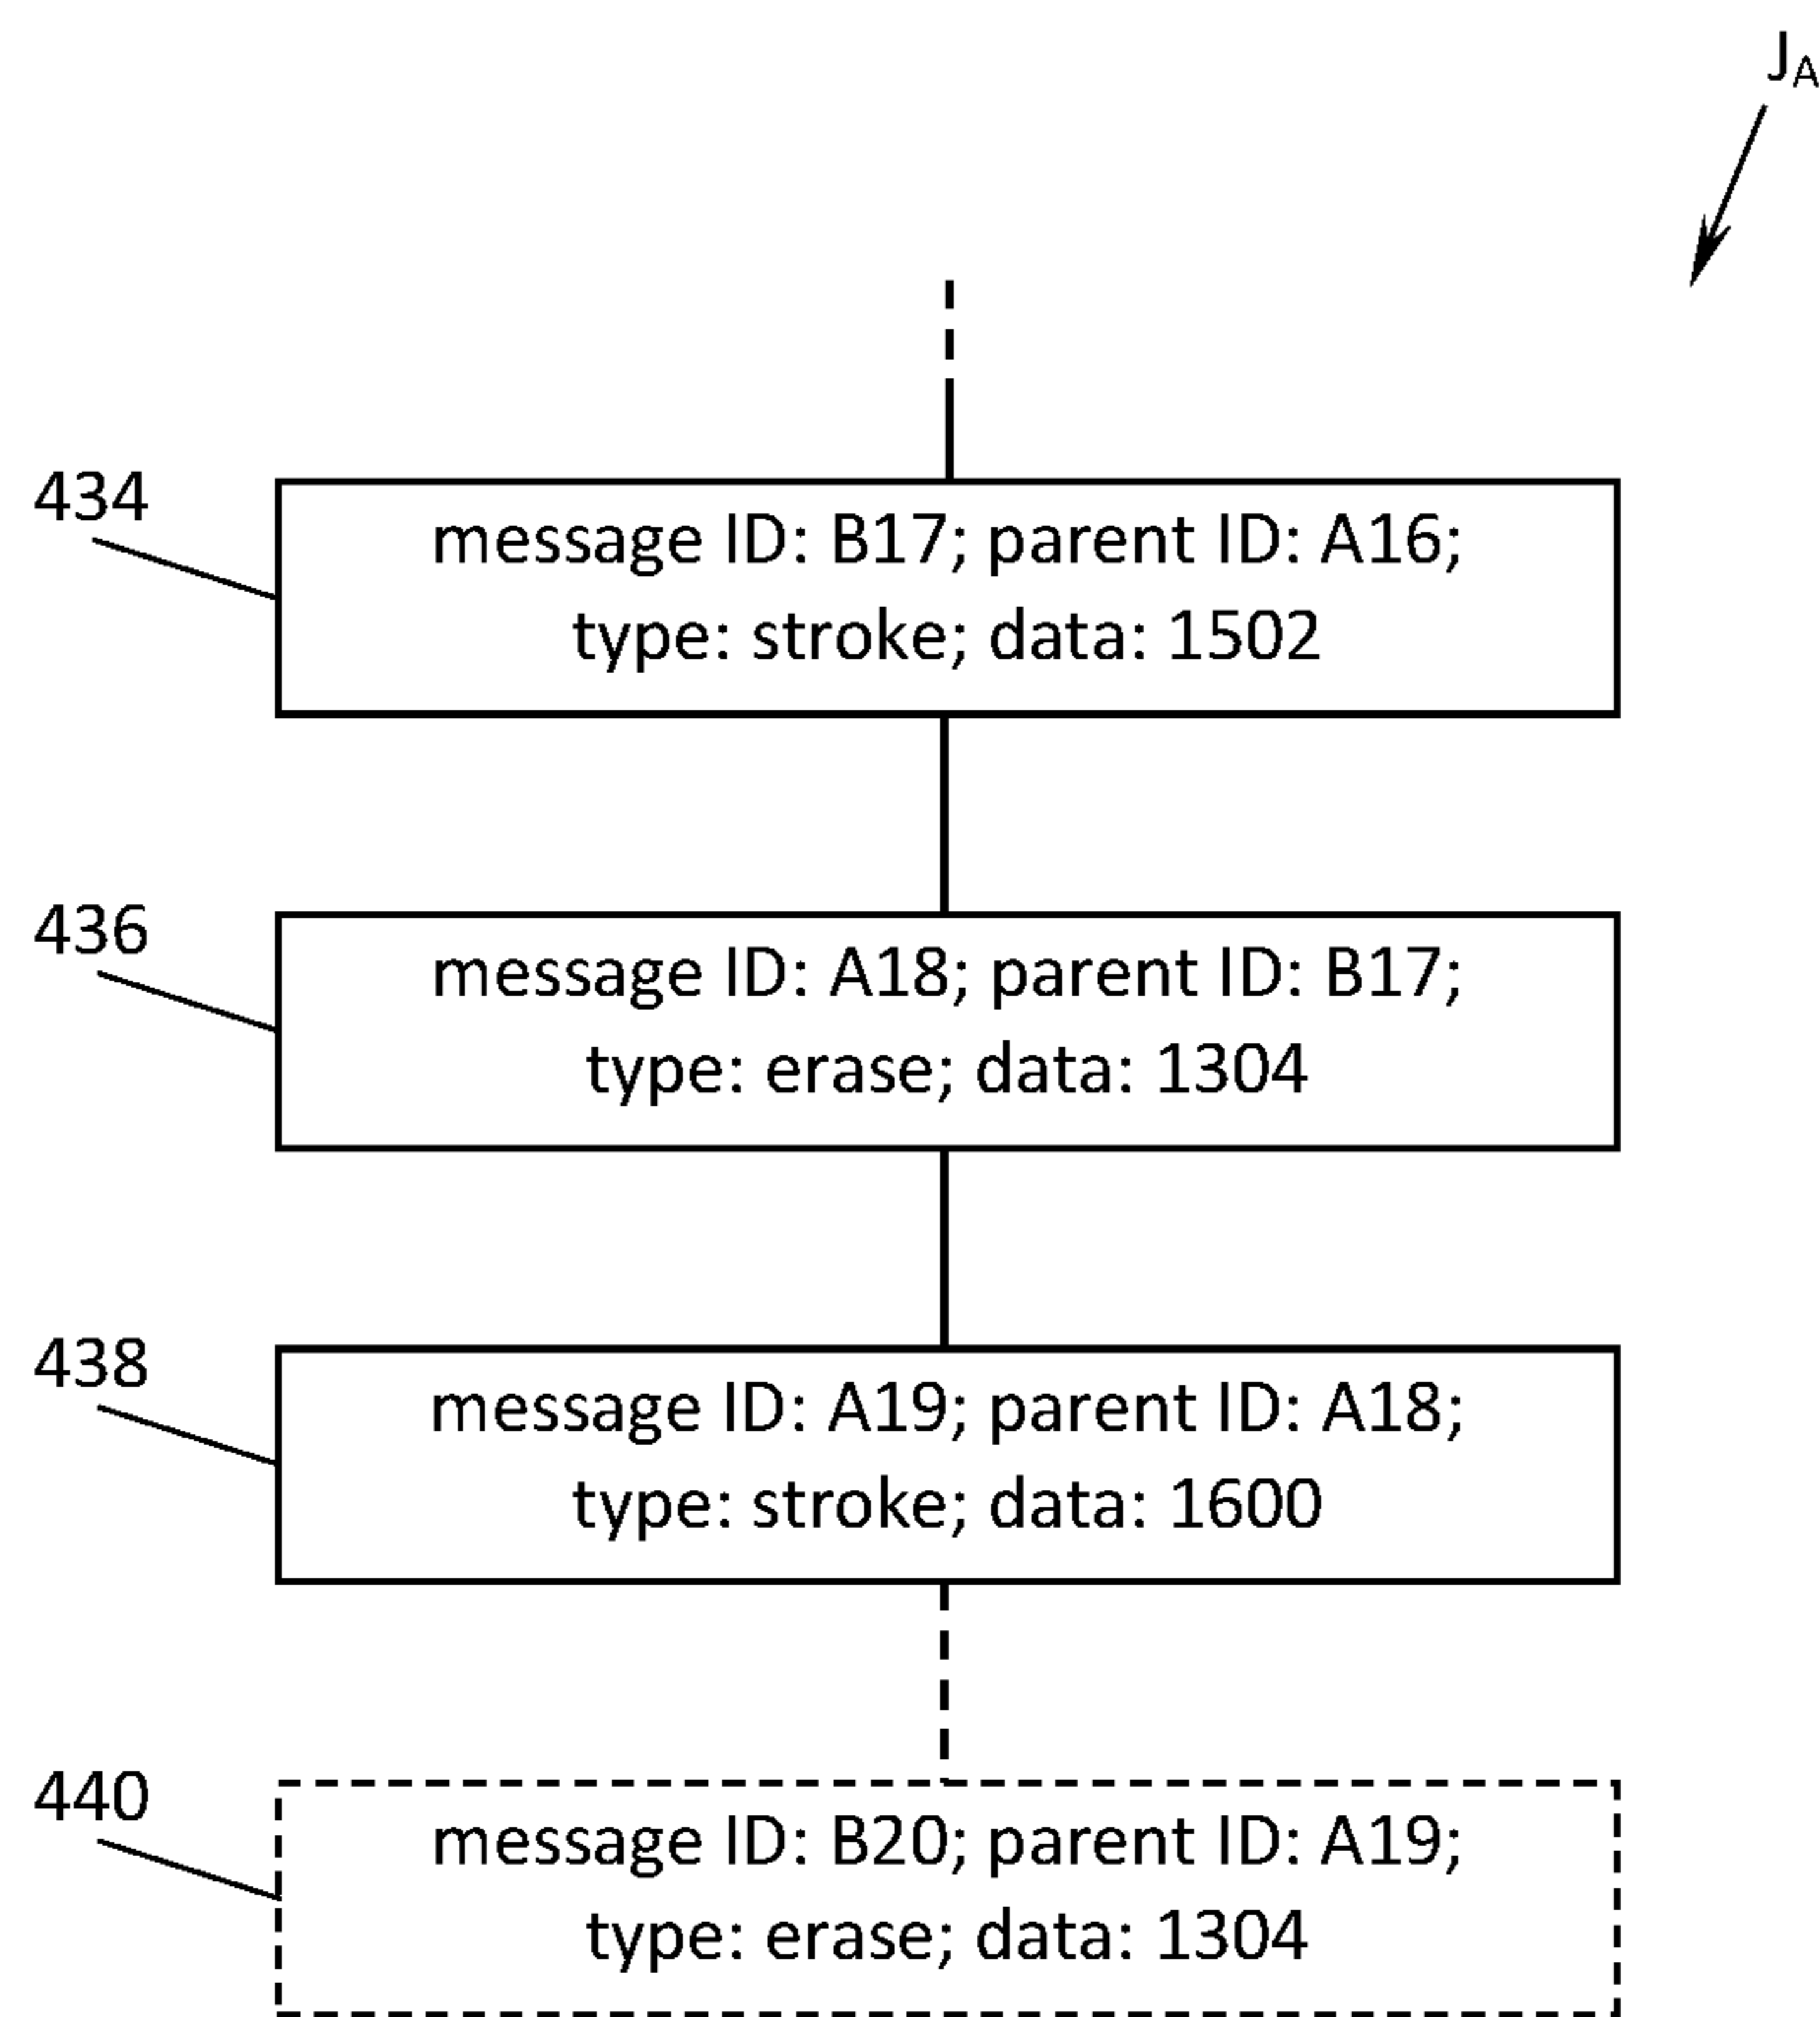 J_A
434
message ID: B17; parent ID: A16;
type: stroke; data: 1502
436
message ID: A18; parent ID: B17;
type: erase; data: 1304
438
message ID: A19; parent ID: A18;
type: stroke; data: 1600
440
message ID: B20; parent ID: A19;
type: erase; data: 1304